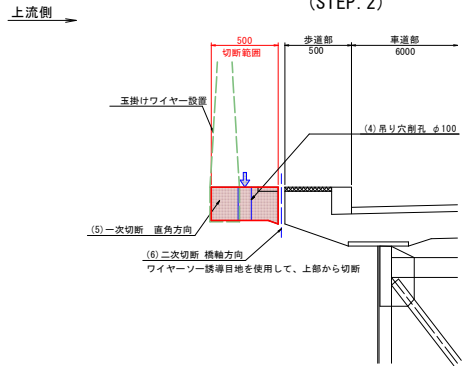 (STEP.2)
上流側
500
切断範囲
歩道部
500
車道部
6000
玉掛けワイヤー設置
(4)吊り穴削孔 φ100
(5)一次切断 直角方向
(6)二次切断 橋軸方向
ワイヤーソー誘導目地を使用して、上部から切断